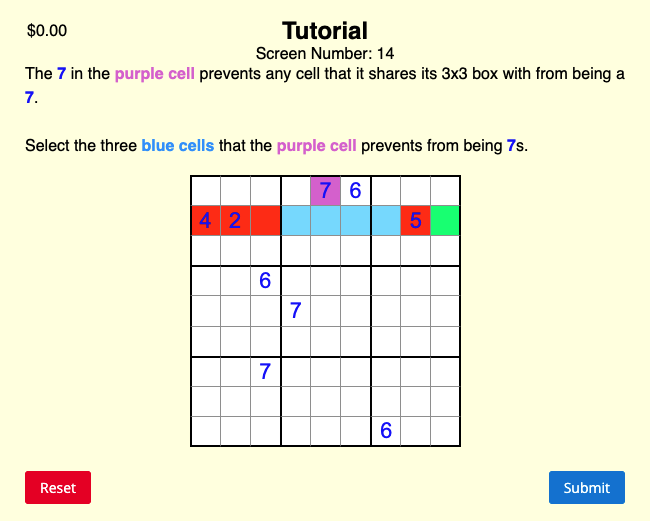 $0.00
Tutorial
Screen Number: 14
The 7 in the purple cell prevents any cell that it shares its 3x3 box with from being a
7.
Select the three blue cells that the purple cell prevents from being 7s.
7 6
4 2 5
6
7
7
6
Reset Submit